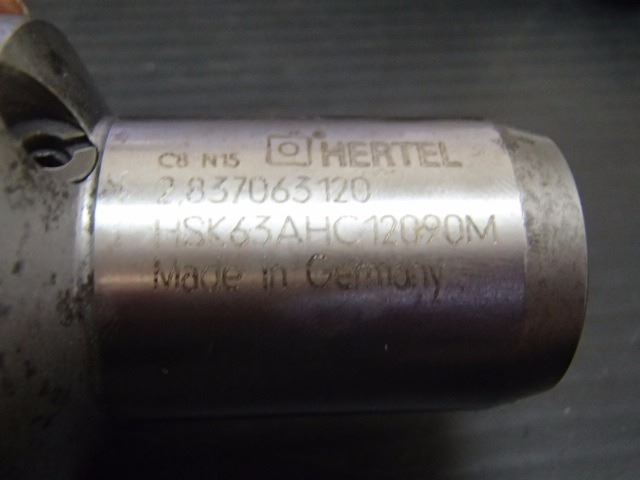 C8 N15 HERTEL
2.837063120
HSK63AHC12090M
Made in Germany